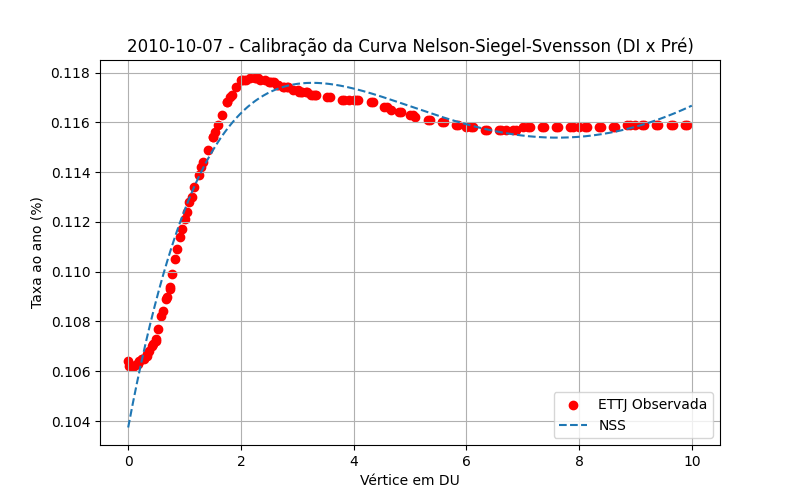 2010-10-07 - Calibração da Curva Nelson-Siegel-Svensson (DI x Pré)
Taxa ao ano (%)
0.118
0.116
0.114
0.112
0.110
0.108
0.106
0.104
ETTJ Observada
NSS
0
2
4
6
8
10
Vértice em DU